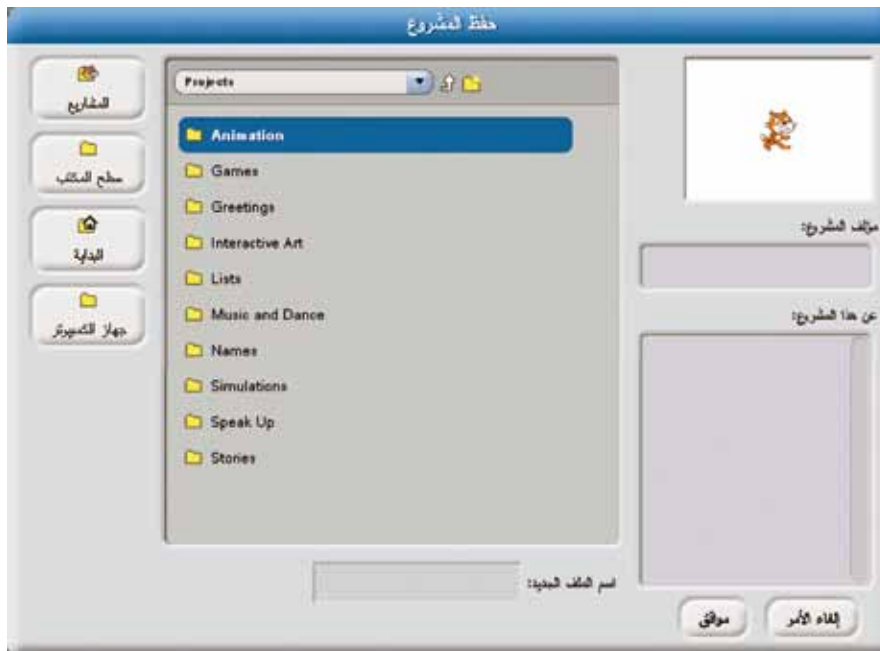 حفظ المشروع
المشاريع
سطح المكتب
البداية
جهاز الكمبيوتر
Projects
Animation
Games
Greetings
Interactive Art
Lists
Music and Dance
Names
Simulations
Speak Up
Stories
اسم الملف الجديد:
مؤلف المشروع:
عن هذا المشروع:
إلغاء الأمر
موافق